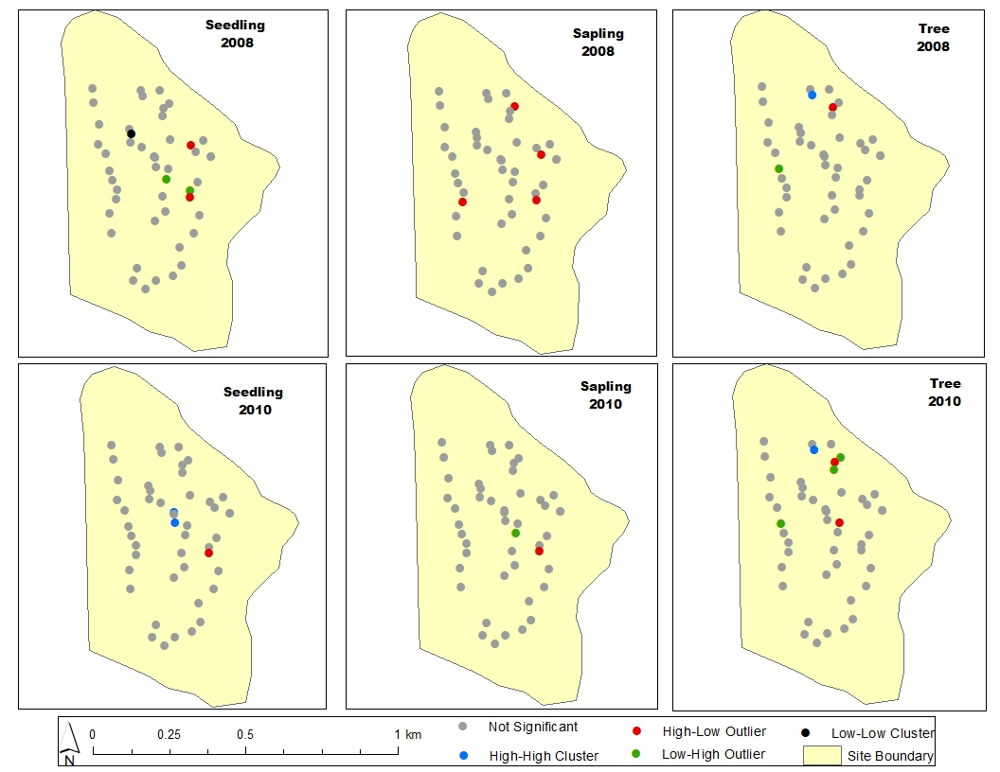 Seedling
2008
Sapling
2008
Tree
2008
Seedling
2010
Sapling
2010
Tree
2010
N
0 0.25 0.5 1 km
Not Significant
High-High Cluster
High-Low Outlier
Low-High Outlier
Low-Low Cluster
Site Boundary